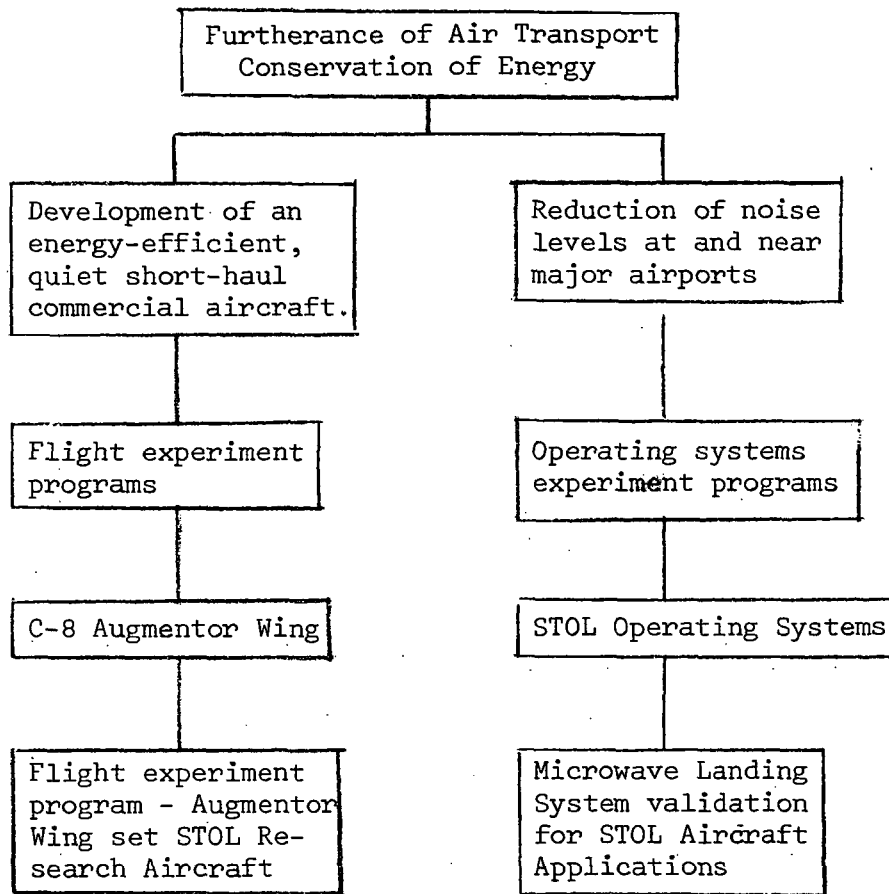 Furtherance of Air Transport
Conservation of Energy
Development of an
energy-efficient,
quiet short-haul
commercial aircraft.
Reduction of noise
levels at and near
major airports
Flight experiment
programs
Operating systems
experiment programs
C-8 Augmentor Wing
STOL Operating Systems
Flight experiment
program - Augmentor
Wing set STOL Re-
search Aircraft
Microwave Landing
System validation
for STOL Aircraft
Applications